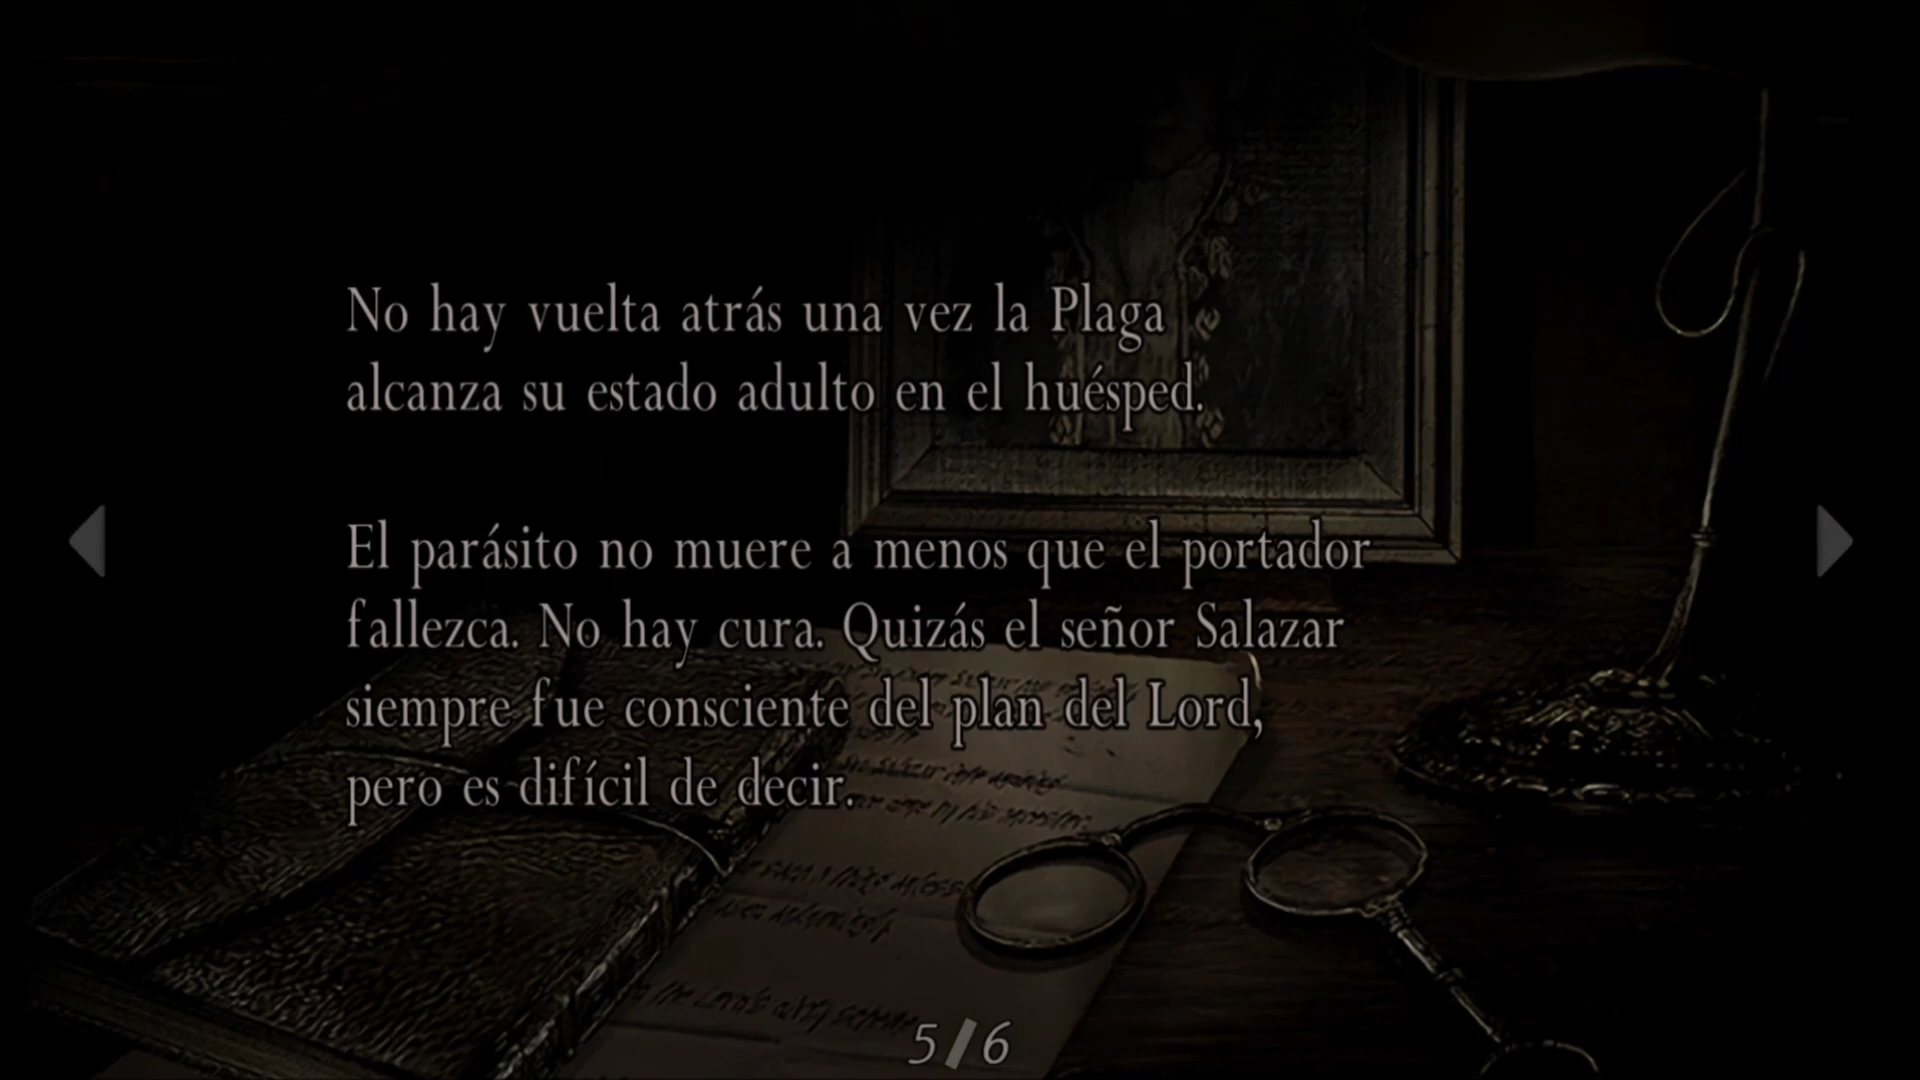 No hay vuelta atrás una vez la Plaga
alcanza su estado adulto en el huésped.
El parásito no muere a menos que el portador
fallezca. No hay cura. Quizás el señor Salazar
siempre fue consciente del plan del Lord,
pero es difícil de decir.
5/6